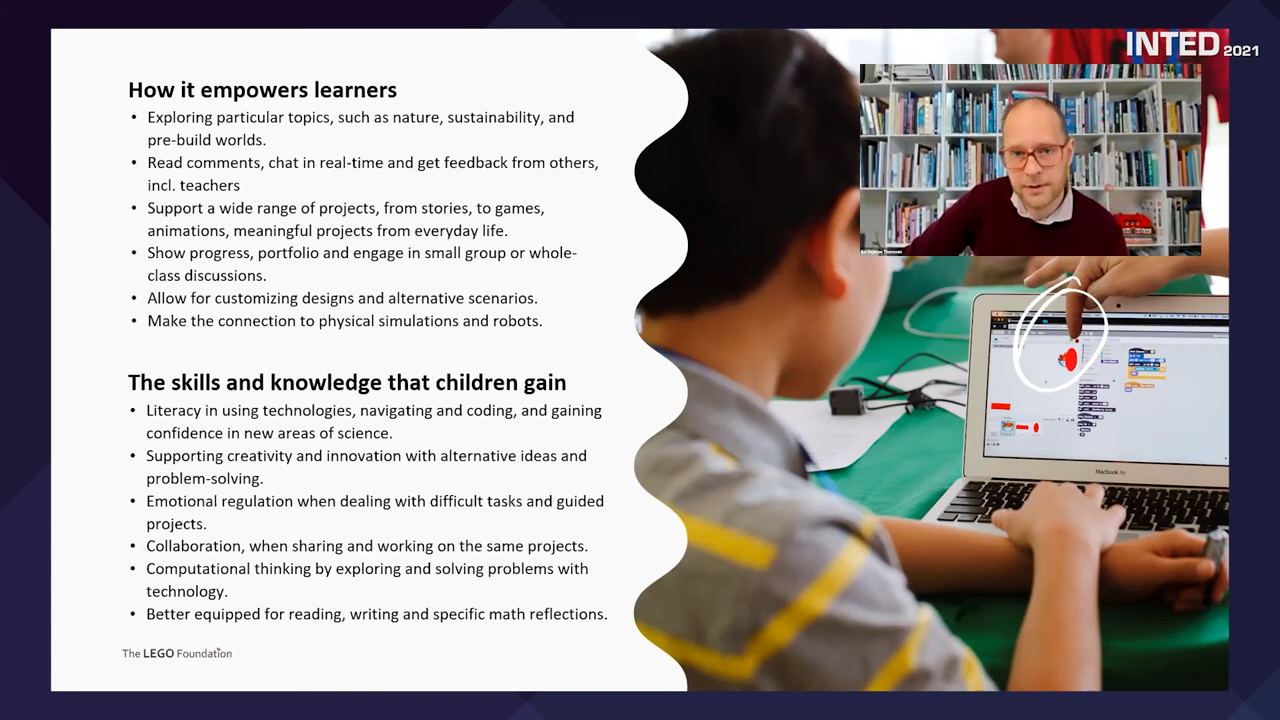 INTED 2021
How it empowers learners
• Exploring particular topics, such as nature, sustainability, and
pre-build worlds.
• Read comments, chat in real-time and get feedback from others,
incl. teachers
• Support a wide range of projects, from stories, to games,
animations, meaningful projects from everyday life.
• Show progress, portfolio and engage in small group or whole-
class discussions.
• Allow for customizing designs and alternative scenarios.
• Make the connection to physical simulations and robots.
The skills and knowledge that children gain
• Literacy in using technologies, navigating and coding, and gaining
confidence in new areas of science.
• Supporting creativity and innovation with alternative ideas and
problem-solving.
• Emotional regulation when dealing with difficult tasks and guided
projects.
• Collaboration, when sharing and working on the same projects.
• Computational thinking by exploring and solving problems with
technology.
• Better equipped for reading, writing and specific math reflections.
The LEGO Foundation
MacBook Air